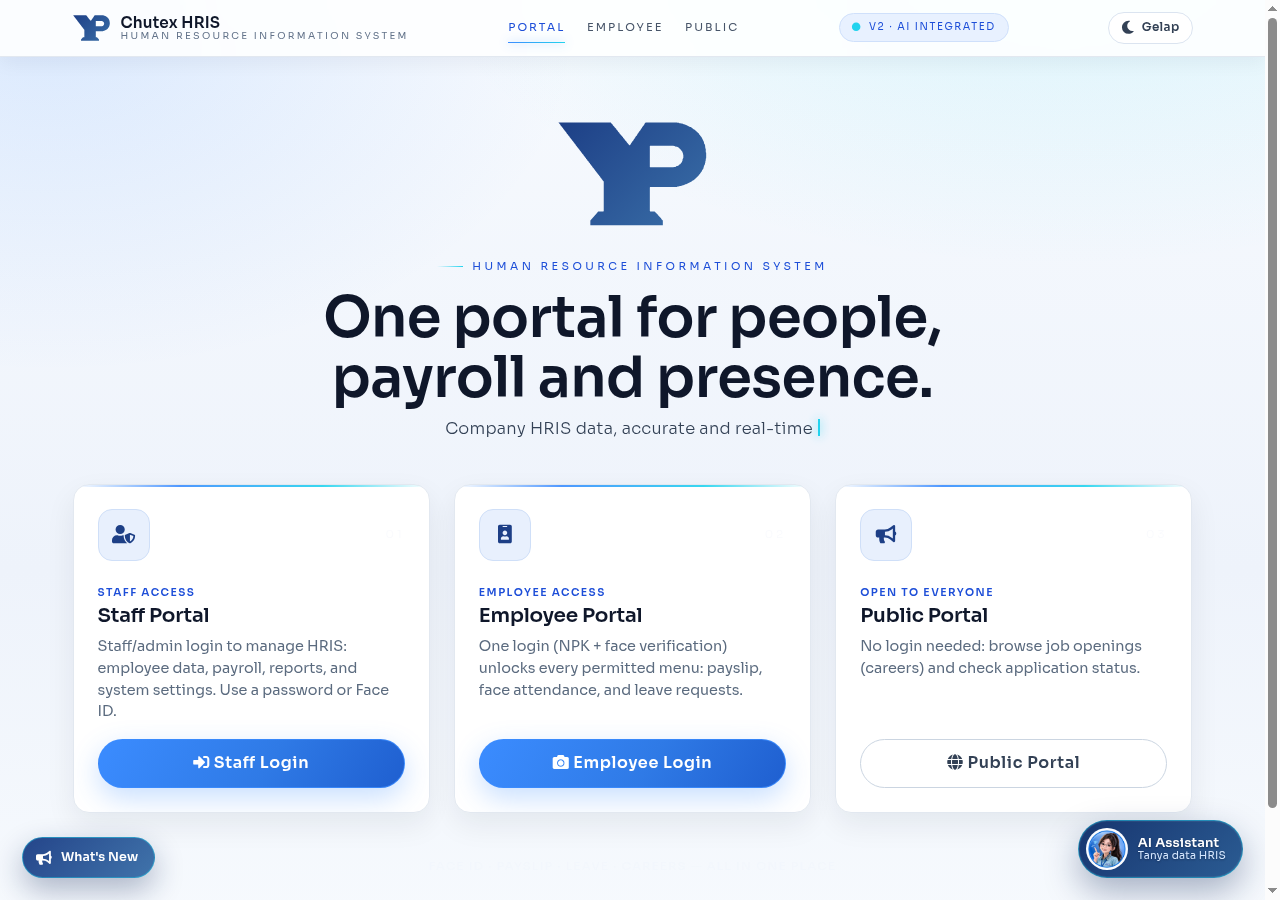 Chutex HRIS
HUMAN RESOURCE INFORMATION SYSTEM
PORTAL
EMPLOYEE
PUBLIC
V2 · AI INTEGRATED
Gelap
YP
HUMAN RESOURCE INFORMATION SYSTEM
One portal for people,
payroll and presence.
Company HRIS data, accurate and real-time
STAFF ACCESS
Staff Portal
Staff/admin login to manage HRIS:
employee data, payroll, reports, and
system settings. Use a password or Face
ID.
Staff Login
EMPLOYEE ACCESS
Employee Portal
One login (NPK + face verification)
unlocks every permitted menu: payslip,
face attendance, and leave requests.
Employee Login
OPEN TO EVERYONE
Public Portal
No login needed: browse job openings
(careers) and check application status.
Public Portal
What's New
AI Assistant
Tanya data HRIS